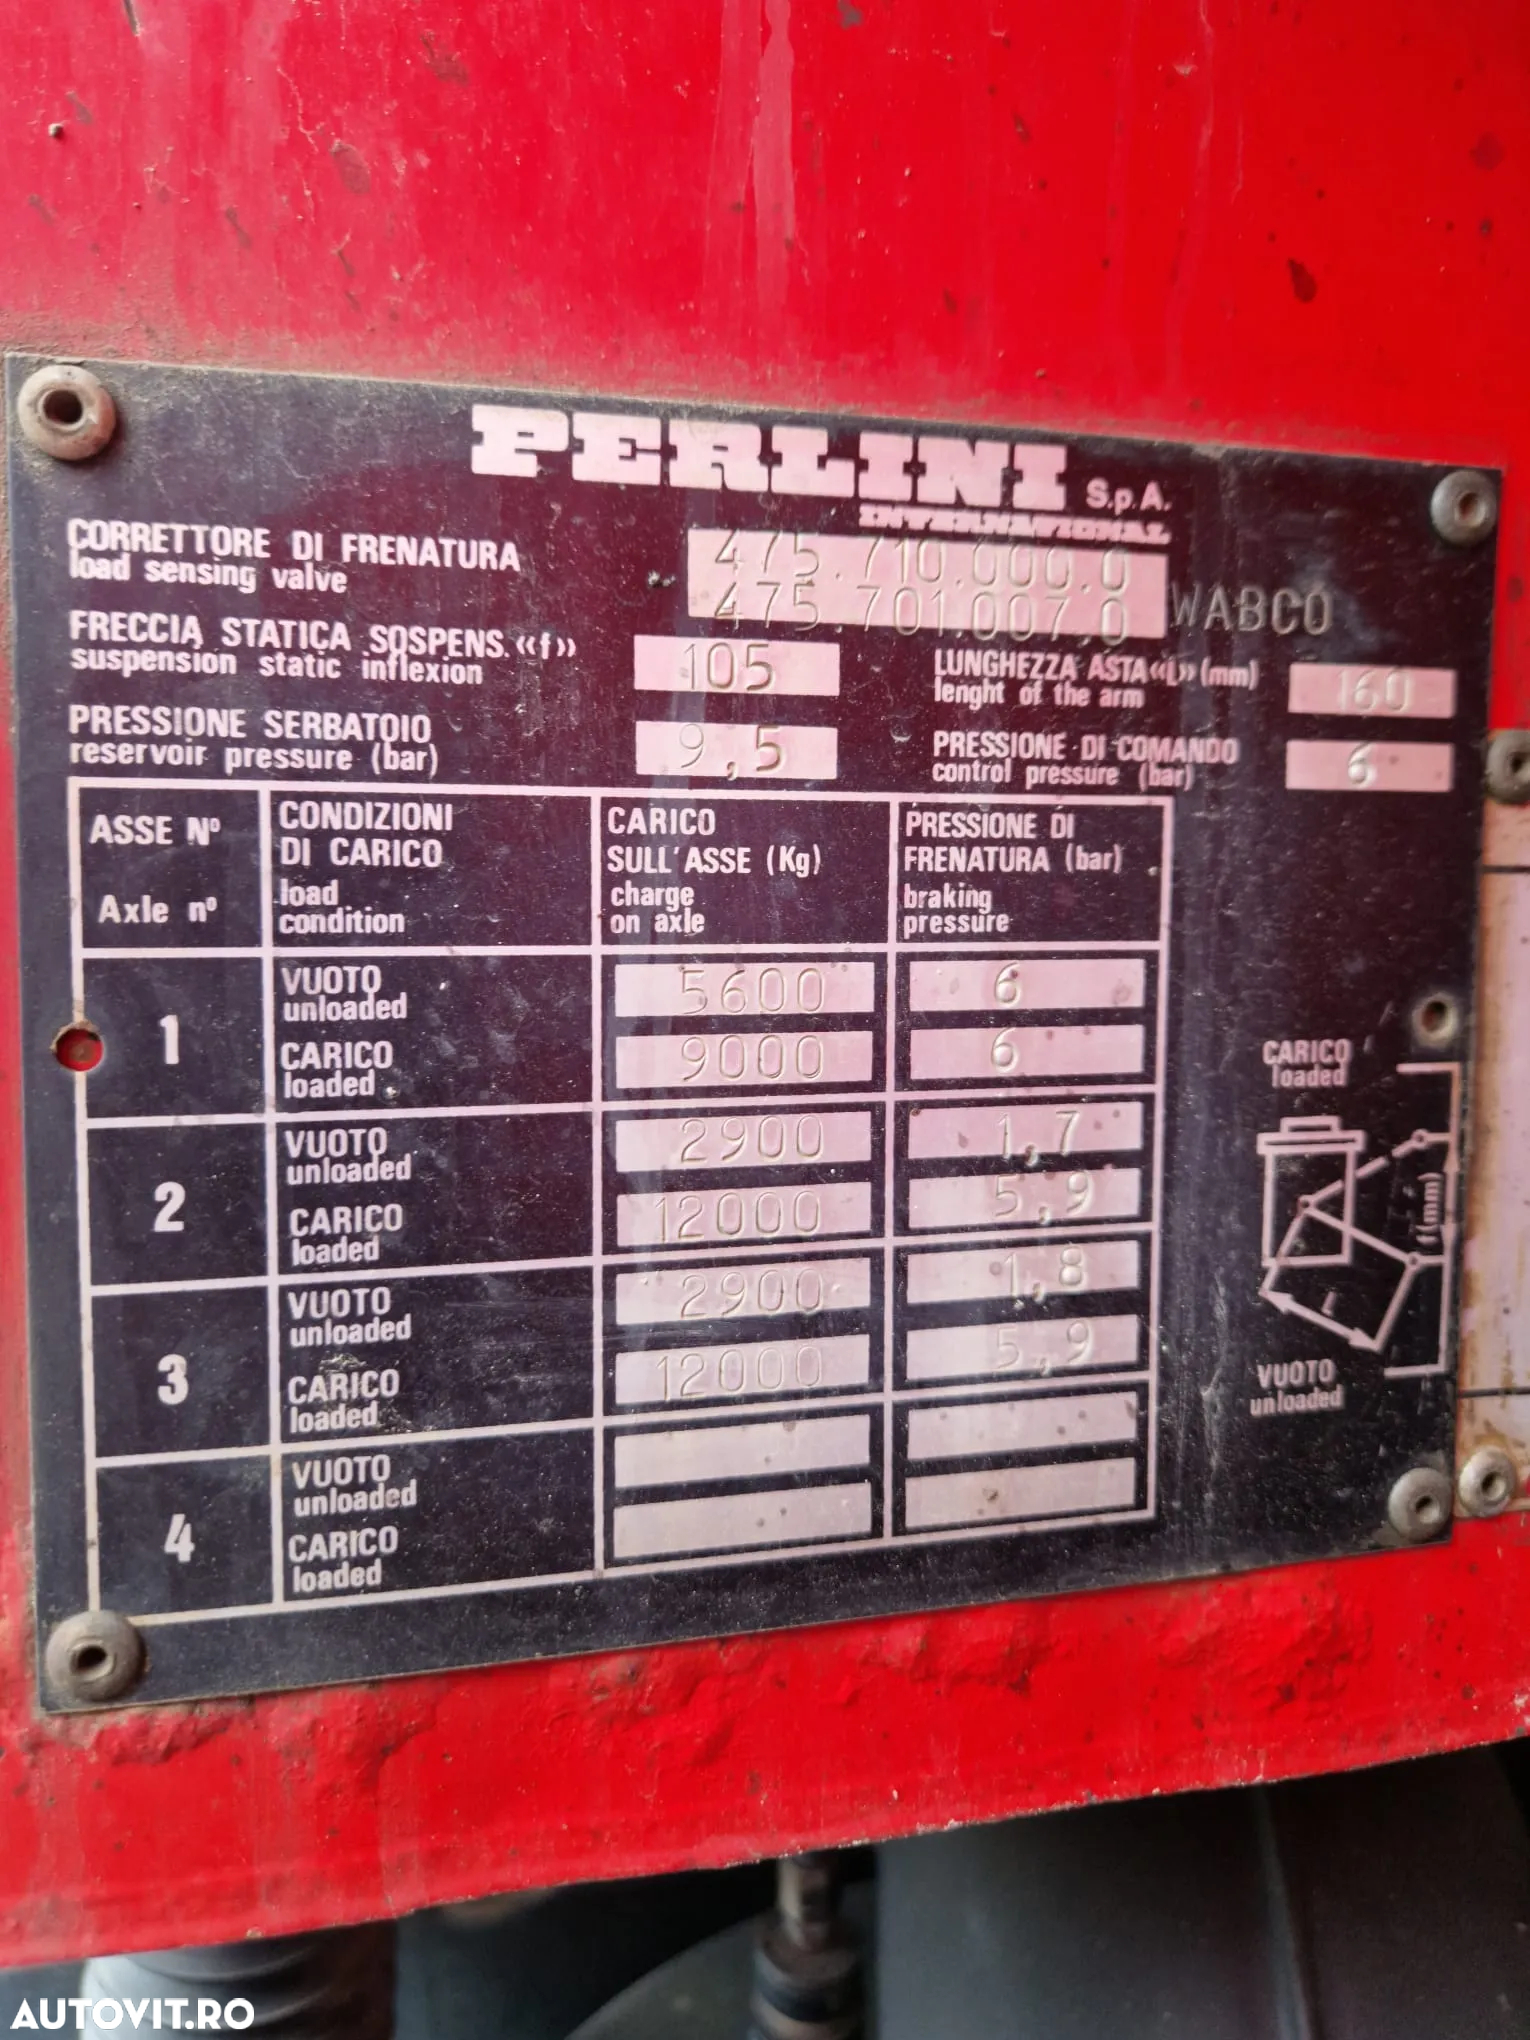 PERLINI S.p.A.
INTERNATIONAL
CORRETTORE DI FRENATURA 475.710.000.0
load sensing valve 475.701.007.0 WABCO
FRECCIA STATICA SOSPENS. «f» 105 LUNGHEZZA ASTA «L» (mm) 160
suspension static inflexion lenght of the arm
PRESSIONE SERBATOIO 9,5 PRESSIONE DI COMANDO 6
reservoir pressure (bar) control pressure (bar)
ASSE Nº CONDIZIONI CARICO PRESSIONE DI
DI CARICO SULL'ASSE (Kg) FRENATURA (bar)
Axle nº load charge braking
condition on axle pressure
1 VUOTO 5600 6
unloaded
CARICO 9000 6
loaded
2 VUOTO 2900 1,7
unloaded
CARICO 12000 5,9
loaded
3 VUOTO 2900 1,8
unloaded
CARICO 12000 5,9
loaded
4 VUOTO
unloaded
CARICO
loaded
CARICO
loaded
f(mm)
L
VUOTO
unloaded
AUTOVIT.RO